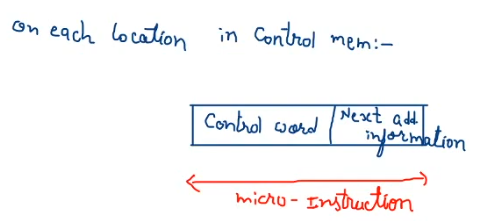 on each location in Control mem:-
Control word
Next add
information
micro-Instruction